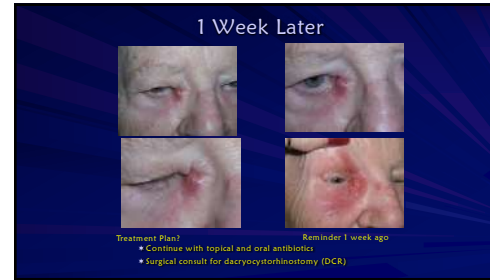 1 Week Later
Treatment Plan?
Reminder 1 week ago
* Continue with topical and oral antibiotics
* Surgical consult for dacryocystorhinostomy (DCR)